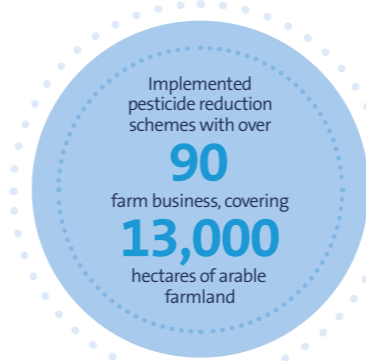 Implemented
pesticide reduction
schemes with over
90
farm business, covering
13,000
hectares of arable
farmland